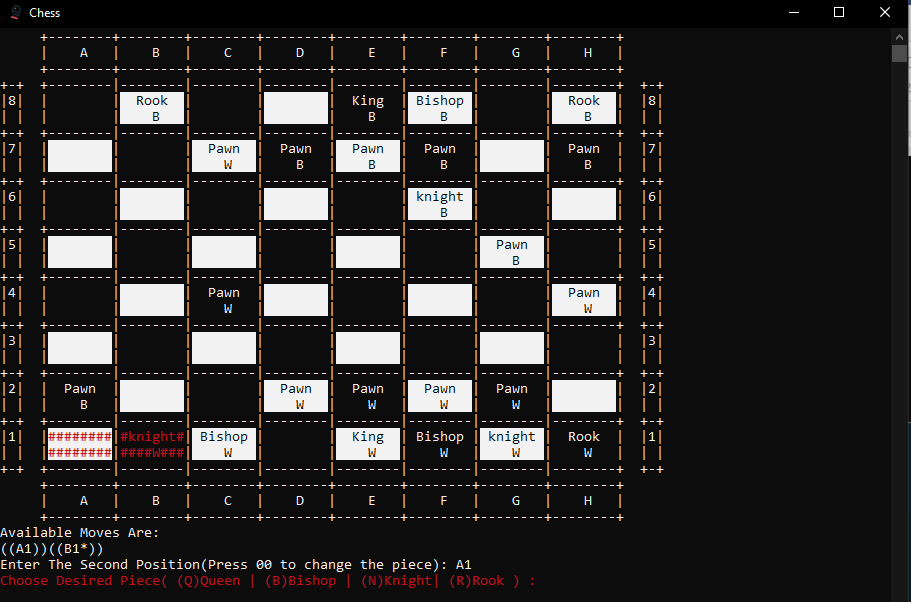 Chess
A B C D E F G H
8 Rook King Bishop Rook 8
B B B B
7 Pawn Pawn Pawn Pawn Pawn 7
W B B B B
6 knight 6
B
5 Pawn 5
B
4 Pawn Pawn 4
W W
3 3
2 Pawn Pawn Pawn Pawn Pawn 2
B W W W W
1 ######## #knight# Bishop King Bishop knight Rook 1
######## ####W### W W W W W
A B C D E F G H
Available Moves Are:
((A1))((B1*))
Enter The Second Position(Press 00 to change the piece): A1
Choose Desired Piece( (Q)Queen | (B)Bishop | (N)Knight| (R)Rook ) :